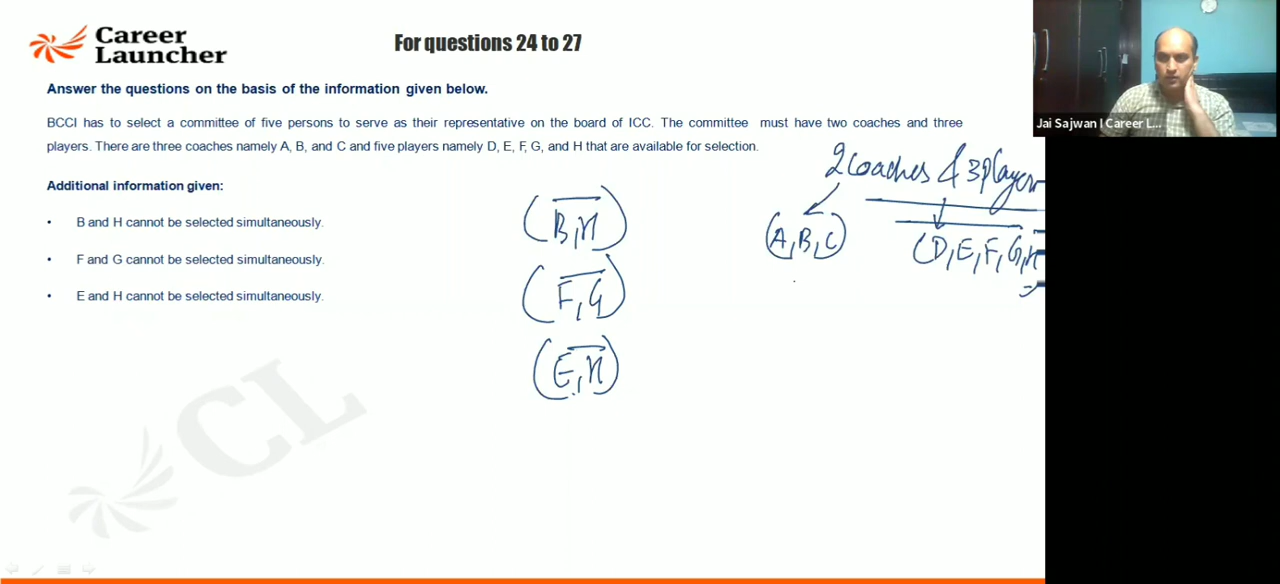 Career
Launcher
For questions 24 to 27
Answer the questions on the basis of the information given below.
BCCI has to select a committee of five persons to serve as their representative on the board of ICC. The committee must have two coaches and three
players. There are three coaches namely A, B, and C and five players namely D, E, F, G, and H that are available for selection.
Additional information given:
• B and H cannot be selected simultaneously.
• F and G cannot be selected simultaneously.
• E and H cannot be selected simultaneously.
(B,H)
(F,G)
(E,H)
2 coaches & 3 players
(A,B,C)
(D,E,F,G,H
CL
Jai Sajwan I Career L...